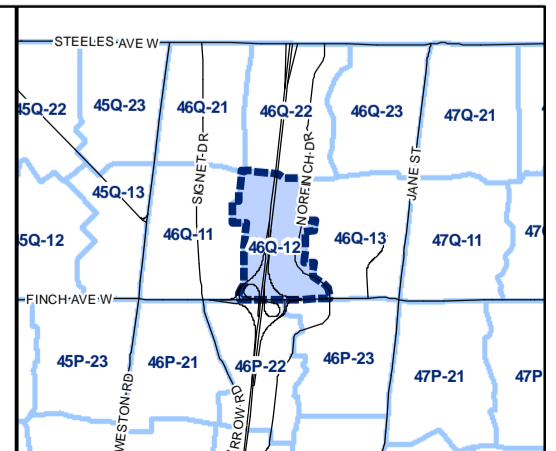 STEELES AVE W
45Q-22
45Q-23
46Q-21
46Q-22
46Q-23
47Q-21
SIGNET DR
NORFINCH DR
JANE ST
45Q-13
5Q-12
46Q-11
46Q-12
46Q-13
47Q-11
47
FINCH AVE W
45P-23
46P-21
46P-22
46P-23
47P-21
47P
WESTON RD
ARROW RD